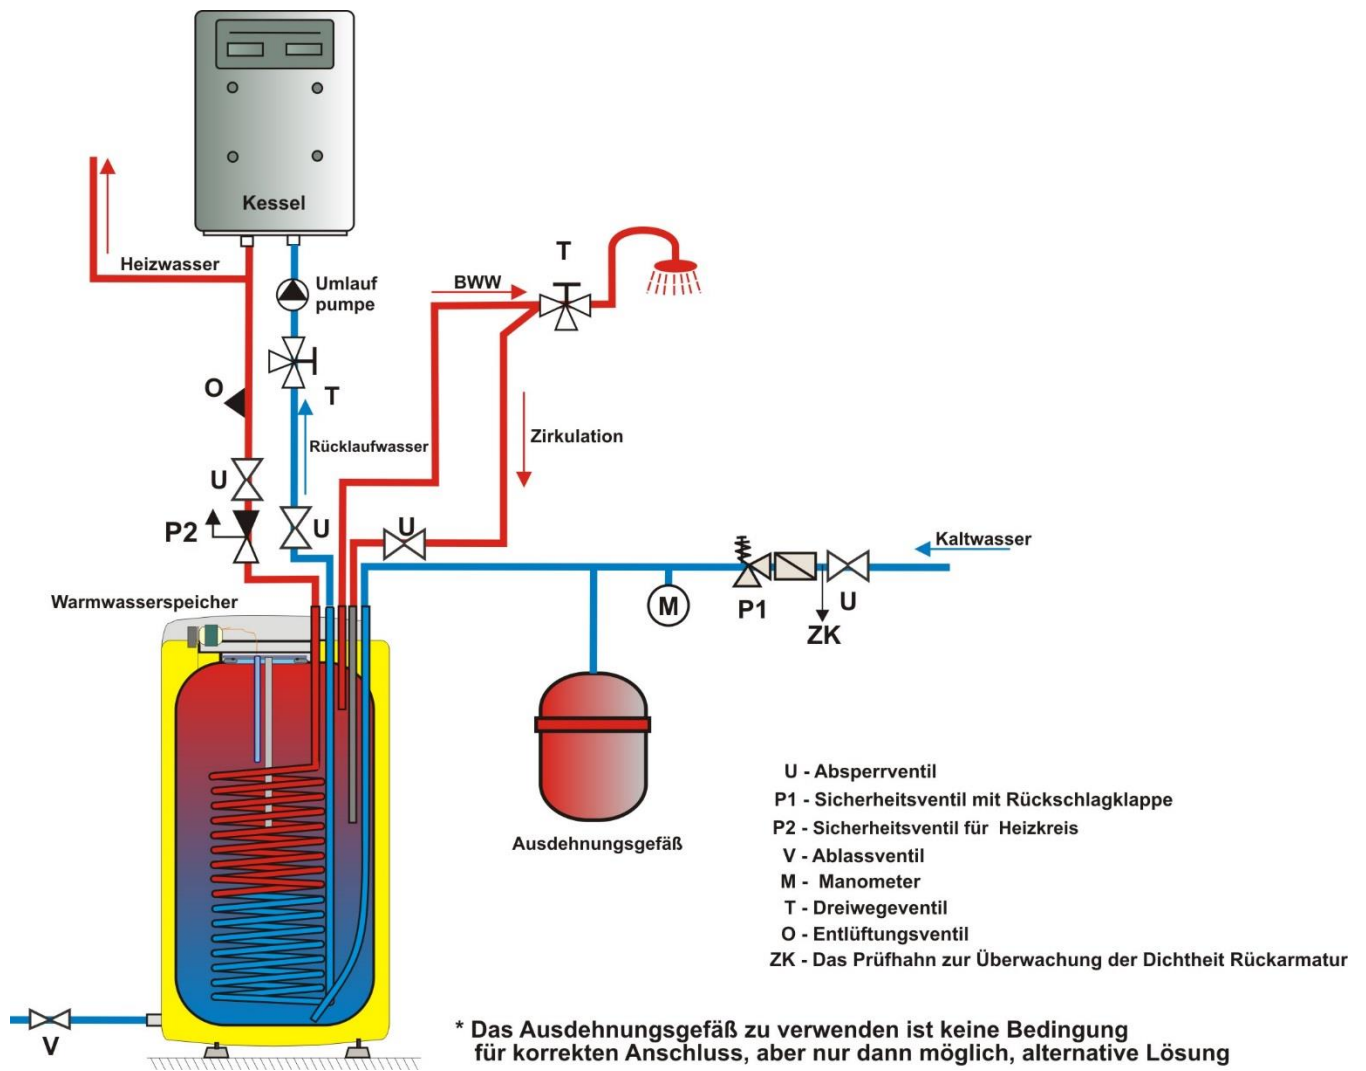 Kessel
Heizwasser
Umlauf
pumpe
T
BWW
O
T
Rücklaufwasser
Zirkulation
U
P2
U
U
Kaltwasser
Warmwasserspeicher
M
P1
U
ZK
Ausdehnungsgefäß
U - Absperrventil
P1 - Sicherheitsventil mit Rückschlagklappe
P2 - Sicherheitsventil für Heizkreis
V - Ablassventil
M - Manometer
T - Dreiwegeventil
O - Entlüftungsventil
ZK - Das Prüfhahn zur Überwachung der Dichtheit Rückarmatur
V
* Das Ausdehnungsgefäß zu verwenden ist keine Bedingung
für korrekten Anschluss, aber nur dann möglich, alternative Lösung